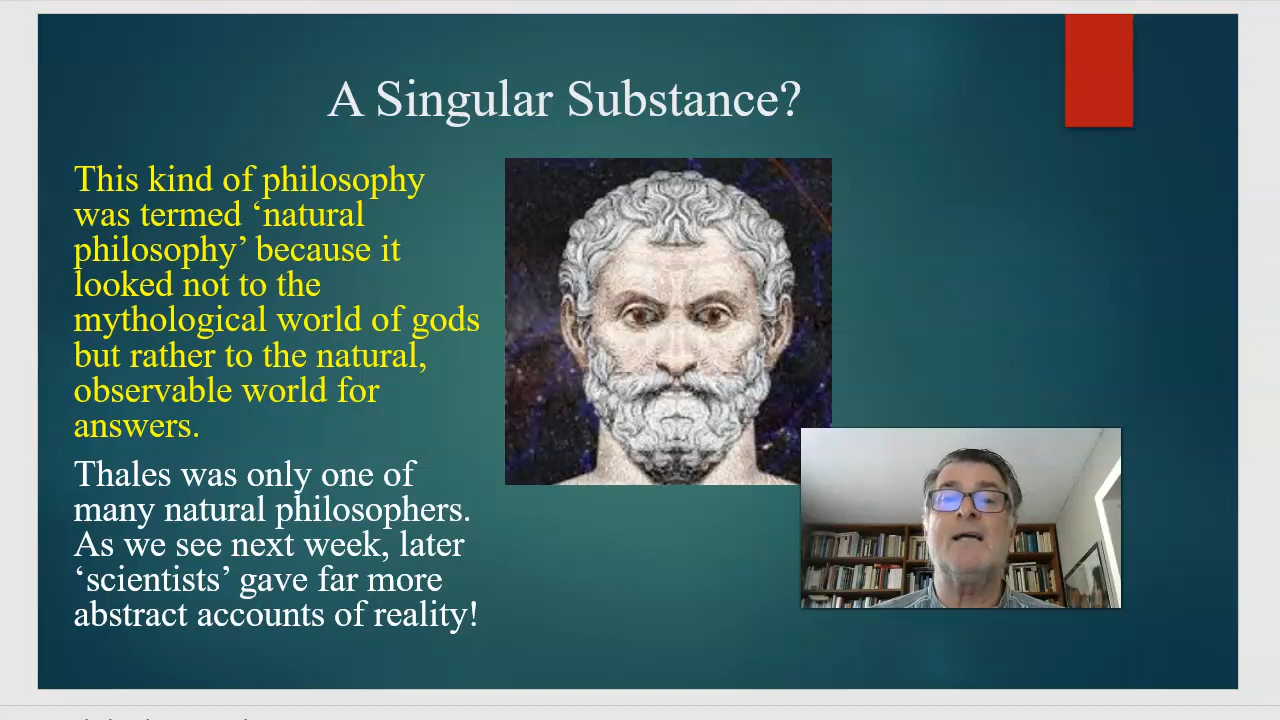 A Singular Substance?
This kind of philosophy
was termed ‘natural
philosophy’ because it
looked not to the
mythological world of gods
but rather to the natural,
observable world for
answers.
Thales was only one of
many natural philosophers.
As we see next week, later
‘scientists’ gave far more
abstract accounts of reality!